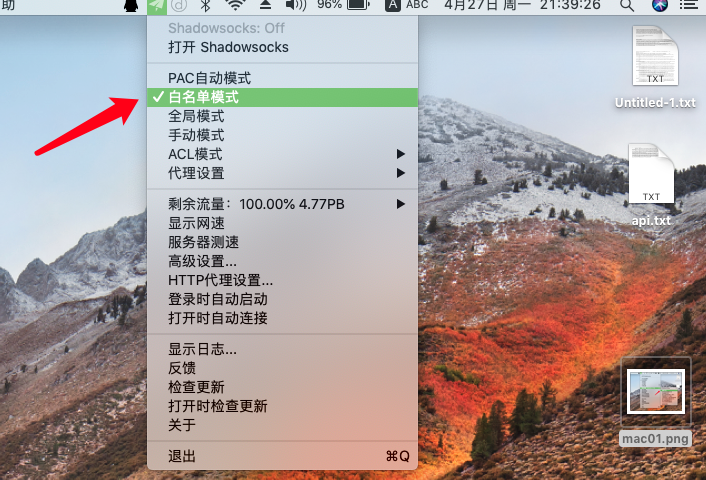 助 96% A ABC 4月27日 周一 21:39:26
Shadowsocks: Off
打开 Shadowsocks
PAC自动模式
✓ 白名单模式
全局模式
手动模式
ACL模式
代理设置
剩余流量：100.00% 4.77PB
显示网速
服务器测速
高级设置...
HTTP代理设置...
登录时自动启动
打开时自动连接
显示日志...
反馈
检查更新
打开时检查更新
关于
退出 ⌘Q
TXT
Untitled-1.txt
TXT
api.txt
mac01.png